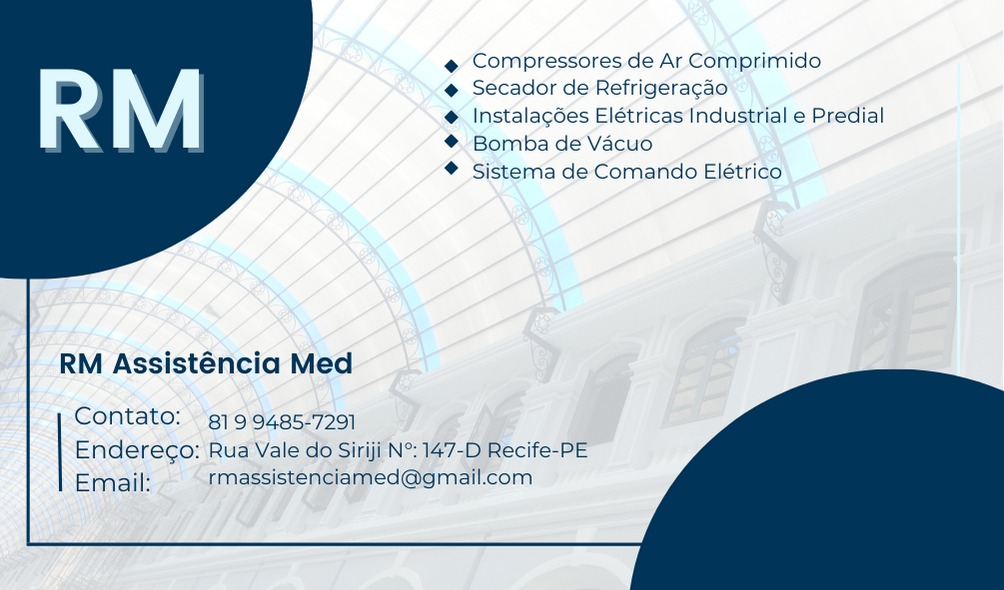 RM
Compressores de Ar Comprimido
Secador de Refrigeração
Instalações Elétricas Industrial e Predial
Bomba de Vácuo
Sistema de Comando Elétrico
RM Assistência Med
Contato: 81 9 9485-7291
Endereço: Rua Vale do Siriji N°: 147-D Recife-PE
Email: rmassistenciamed@gmail.com